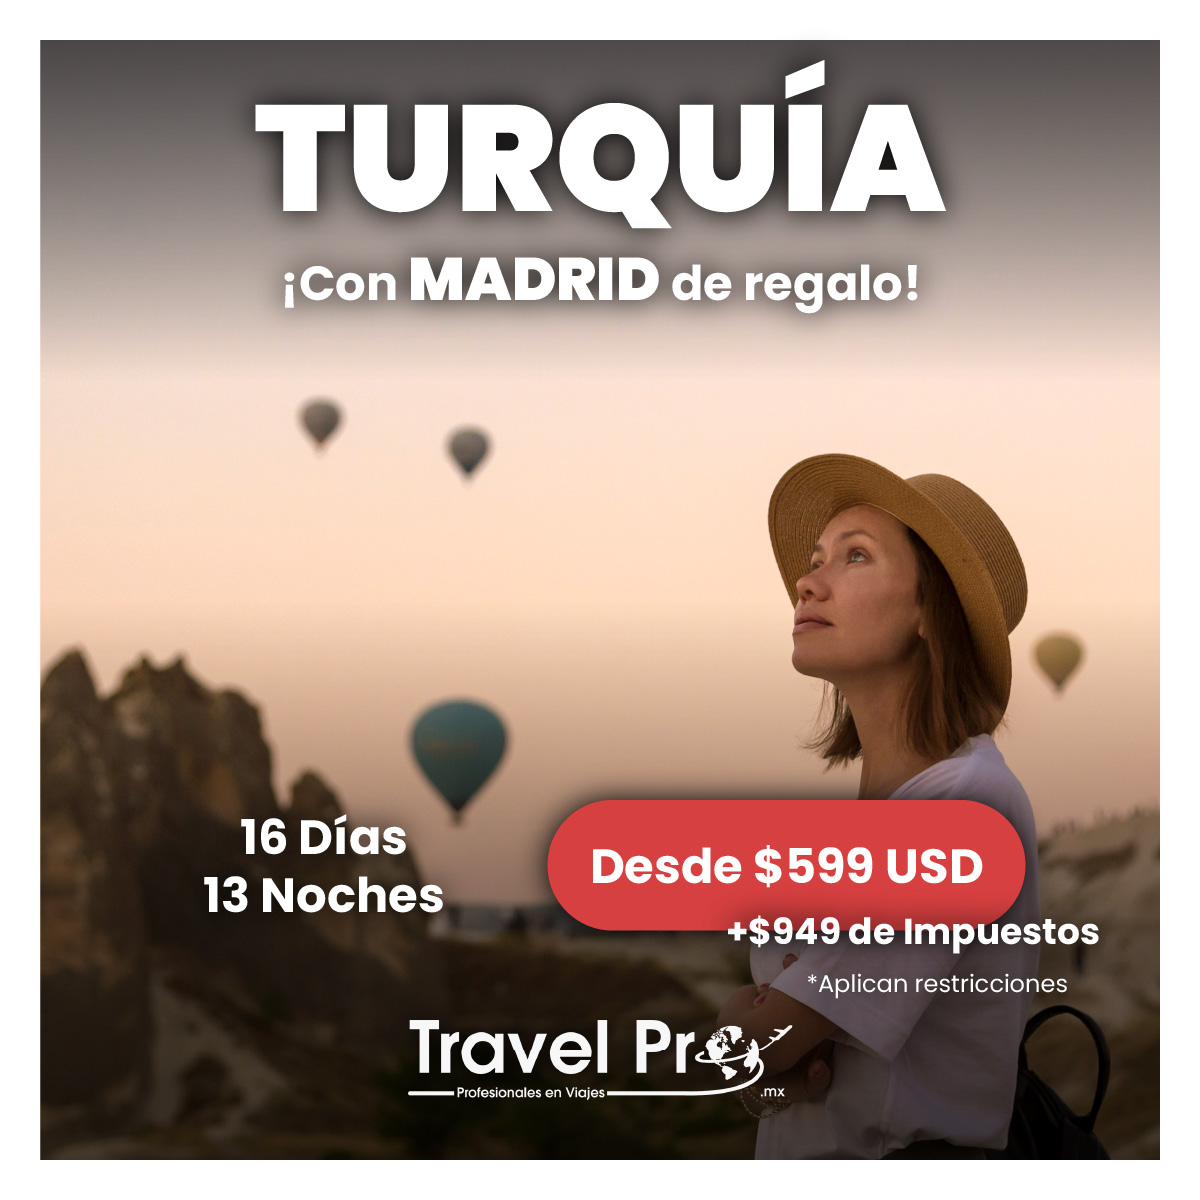 TURQUÍA
¡Con MADRID de regalo!
16 Días
13 Noches
Desde $599 USD
+$949 de Impuestos
*Aplican restricciones
Travel Pro
Profesionales en Viajes
.mx